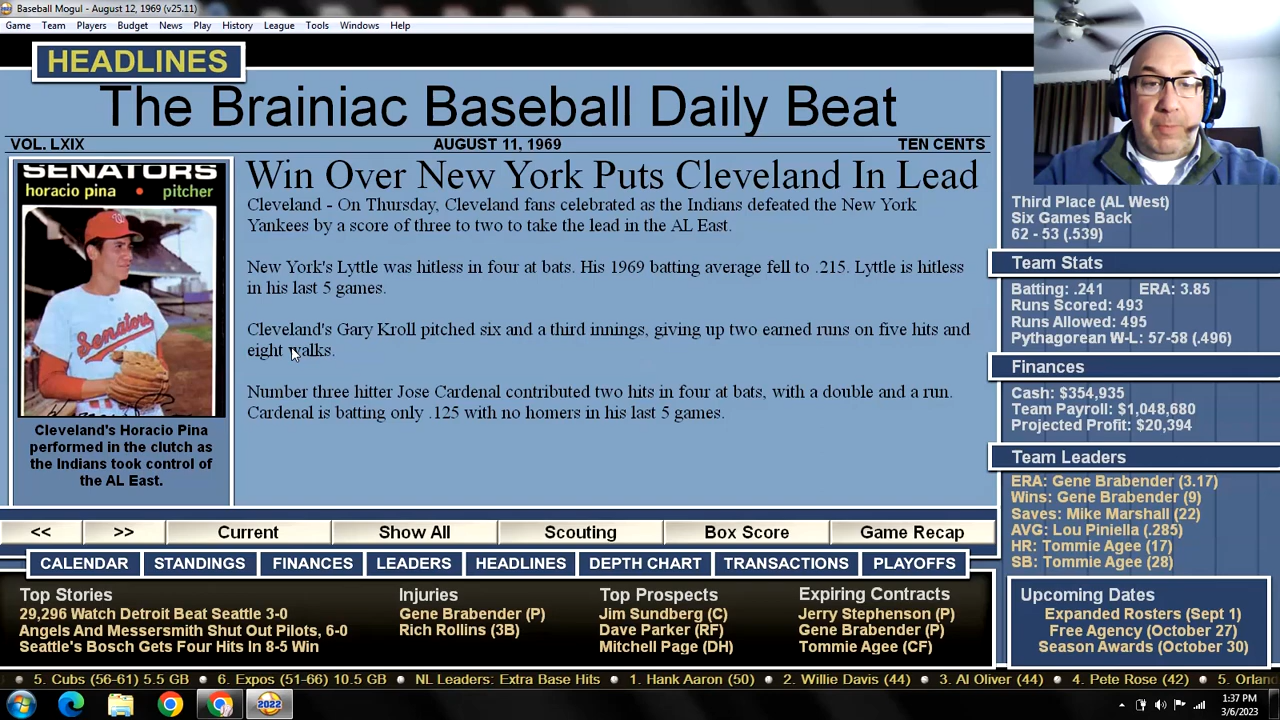 Baseball Mogul - August 12, 1969 (v25.11)
Game Team Players Budget News Play History League Tools Windows Help
HEADLINES
The Brainiac Baseball Daily Beat
VOL. LXIX AUGUST 11, 1969 TEN CENTS
SENATORS
horacio pina • pitcher
Senators
Cleveland's Horacio Pina
performed in the clutch as
the Indians took control of
the AL East.
Win Over New York Puts Cleveland In Lead
Cleveland - On Thursday, Cleveland fans celebrated as the Indians defeated the New York
Yankees by a score of three to two to take the lead in the AL East.
New York's Lyttle was hitless in four at bats. His 1969 batting average fell to .215. Lyttle is hitless
in his last 5 games.
Cleveland's Gary Kroll pitched six and a third innings, giving up two earned runs on five hits and
eight walks.
Number three hitter Jose Cardenal contributed two hits in four at bats, with a double and a run.
Cardenal is batting only .125 with no homers in his last 5 games.
Third Place (AL West)
Six Games Back
62 - 53 (.539)
Team Stats
Batting: .241 ERA: 3.85
Runs Scored: 493
Runs Allowed: 495
Pythagorean W-L: 57-58 (.496)
Finances
Cash: $354,935
Team Payroll: $1,048,680
Projected Profit: $20,394
Team Leaders
ERA: Gene Brabender (3.17)
Wins: Gene Brabender (9)
Saves: Mike Marshall (22)
AVG: Lou Piniella (.285)
HR: Tommie Agee (17)
SB: Tommie Agee (28)
<< >> Current Show All Scouting Box Score Game Recap
CALENDAR STANDINGS FINANCES LEADERS HEADLINES DEPTH CHART TRANSACTIONS PLAYOFFS
Top Stories
29,296 Watch Detroit Beat Seattle 3-0
Angels And Messersmith Shut Out Pilots, 6-0
Seattle's Bosch Gets Four Hits In 8-5 Win
Injuries
Gene Brabender (P)
Rich Rollins (3B)
Top Prospects
Jim Sundberg (C)
Dave Parker (RF)
Mitchell Page (DH)
Expiring Contracts
Jerry Stephenson (P)
Gene Brabender (P)
Tommie Agee (CF)
Upcoming Dates
Expanded Rosters (Sept 1)
Free Agency (October 27)
Season Awards (October 30)
5. Cubs (56-61) 5.5 GB 6. Expos (51-66) 10.5 GB NL Leaders: Extra Base Hits 1. Hank Aaron (50) 2. Willie Davis (44) 3. Al Oliver (44) 4. Pete Rose (42) 5. Orlan
2022
1:37 PM
3/6/2023